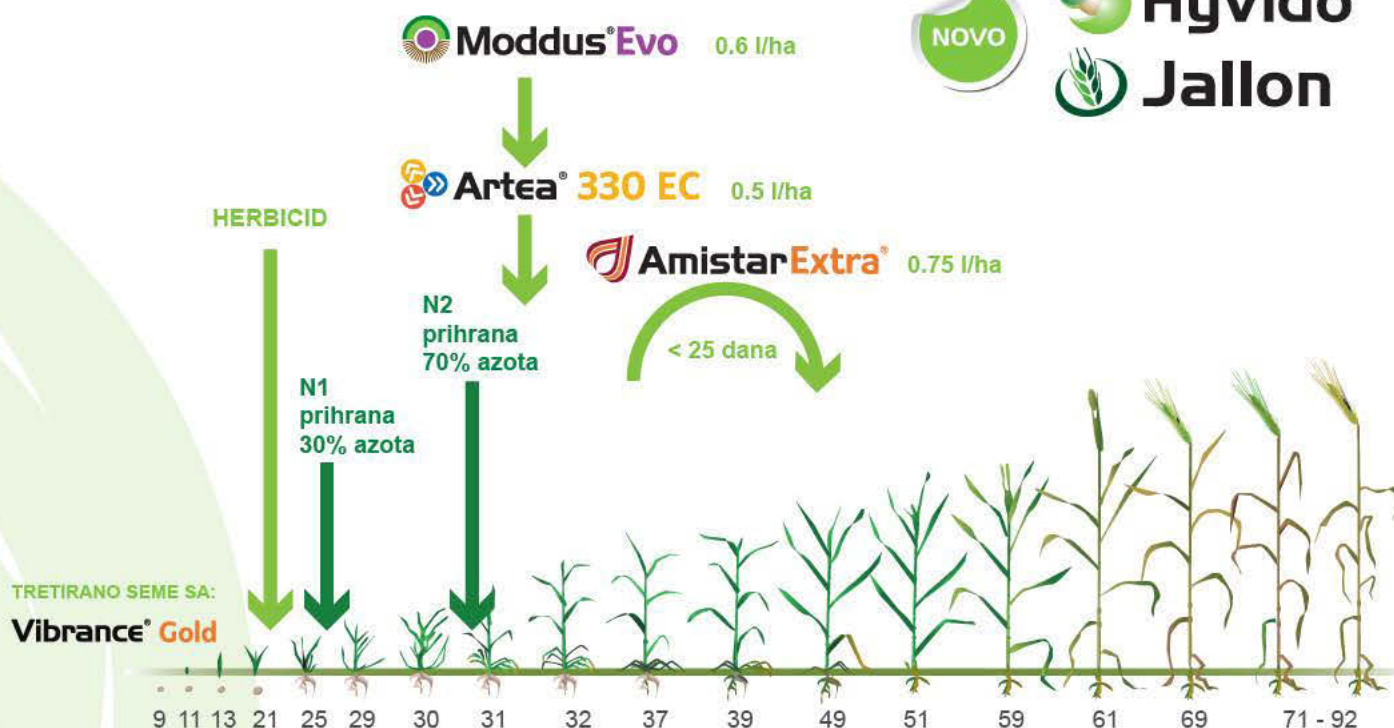 Hyvido
NOVO
Jallon
Moddus® Evo 0.6 l/ha
Artea® 330 EC 0.5 l/ha
HERBICID
AmistarExtra® 0.75 l/ha
N2
prihrana
70% azota
< 25 dana
N1
prihrana
30% azota
TRETIRANO SEME SA:
Vibrance® Gold
9 11 13 21 25 29 30 31 32 37 39 49 51 59 61 69 71 - 92